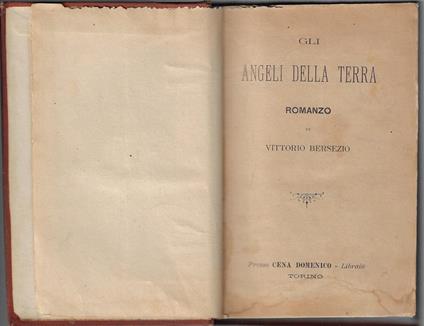 GLI
ANGELI DELLA TERRA
ROMANZO
DI
VITTORIO BERSEZIO
Presso CENA DOMENICO - Libraio
TORINO